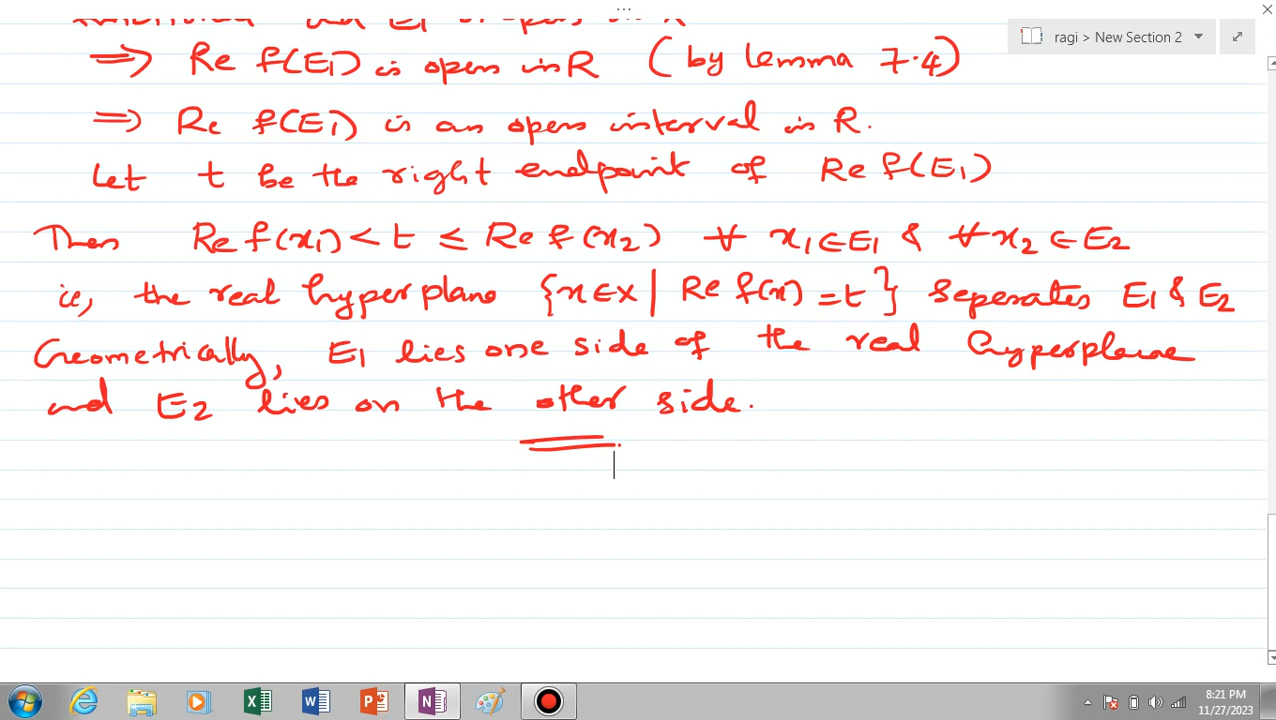 ragi > New Section 2
⇒ Re f(E1) is open in R (by lemma 7.4)
⇒ Re f(E1) is an open interval in R.
Let t be the right endpoint of Re f(E1)
Then Re f(x1) < t ≤ Re f(x2) ∀ x1 ∈ E1 & ∀ x2 ∈ E2
ie, the real hyperplane {x ∈ X | Re f(x) = t} seperates E1 & E2
Geometrically, E1 lies one side of the real hyperplane
and E2 lies on the other side.
8:21 PM
11/27/2023